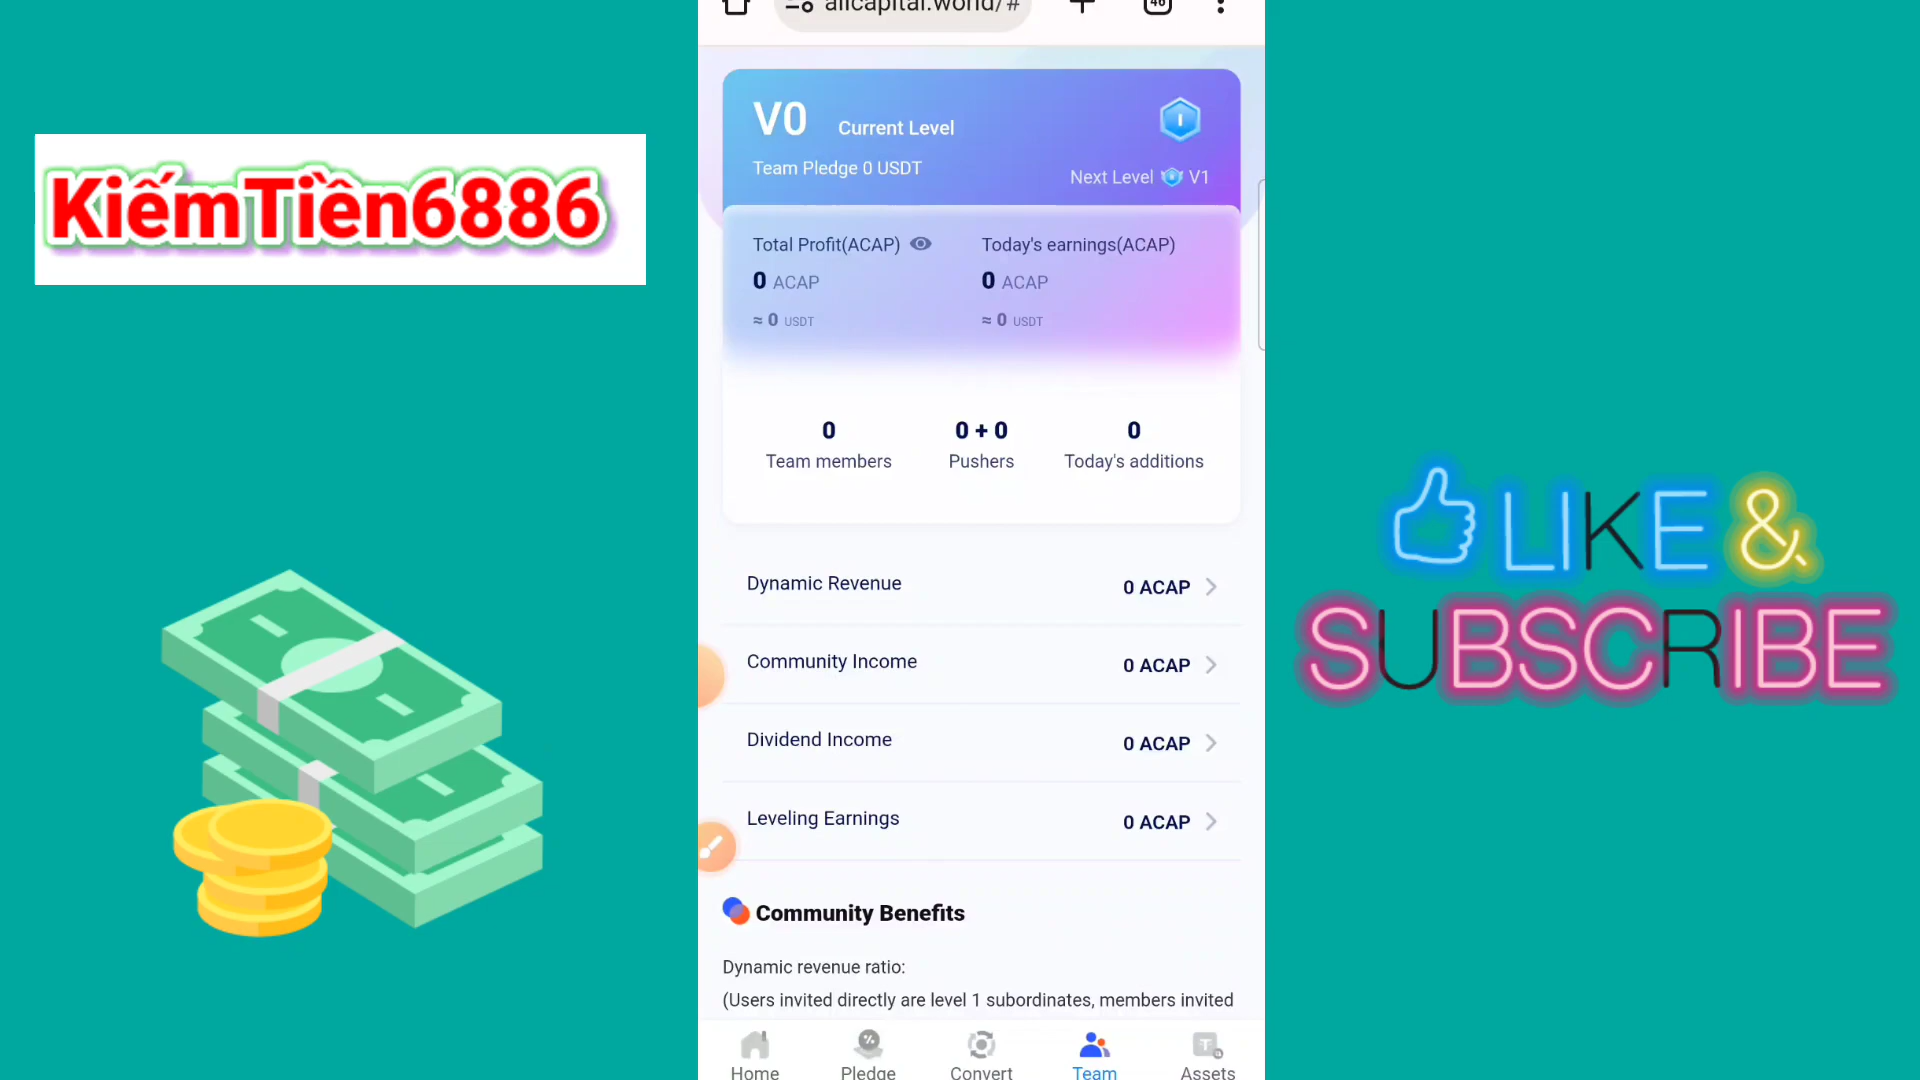 allcapital.world/#
46
KiếmTiền6886
V0 Current Level
Team Pledge 0 USDT
Next Level V1
Total Profit(ACAP)
0 ACAP
≈ 0 USDT
Today's earnings(ACAP)
0 ACAP
≈ 0 USDT
0
Team members
0 + 0
Pushers
0
Today's additions
Dynamic Revenue 0 ACAP
Community Income 0 ACAP
Dividend Income 0 ACAP
Leveling Earnings 0 ACAP
Community Benefits
Dynamic revenue ratio:
(Users invited directly are level 1 subordinates, members invited
Home Pledge Convert Team Assets
LIKE &
SUBSCRIBE